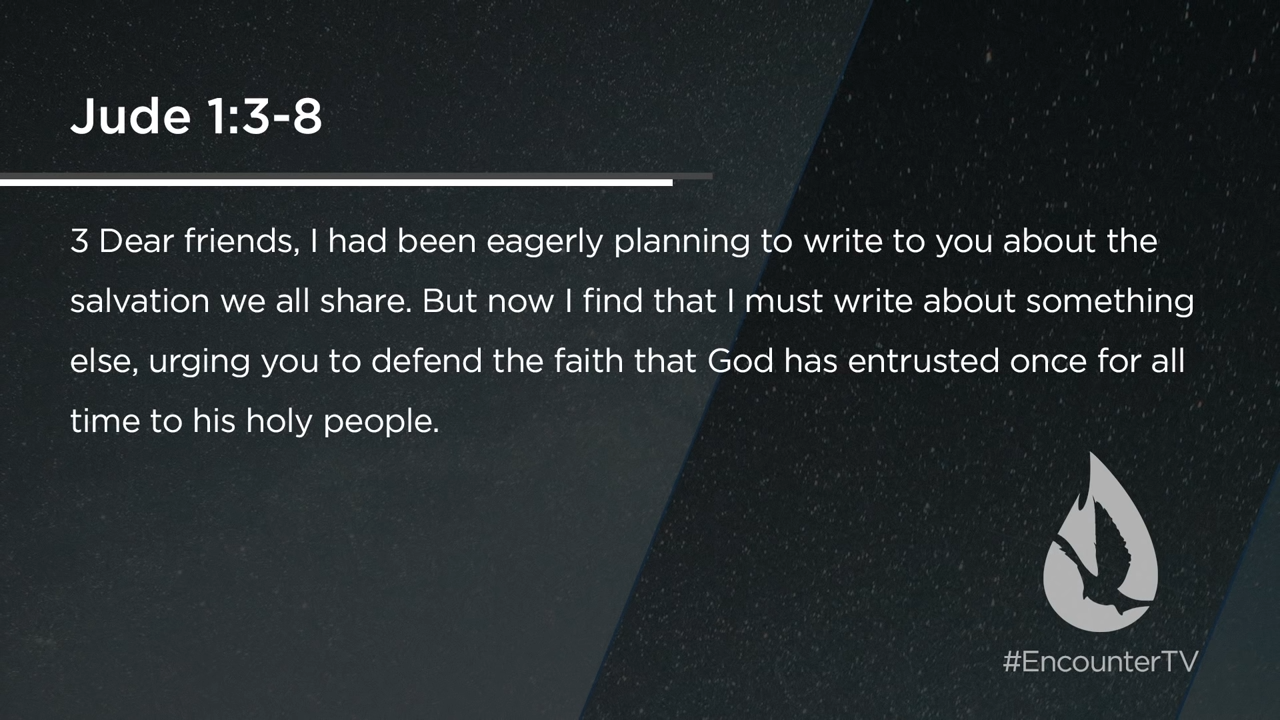 Jude 1:3-8
3 Dear friends, I had been eagerly planning to write to you about the
salvation we all share. But now I find that I must write about something
else, urging you to defend the faith that God has entrusted once for all
time to his holy people.
#EncounterTV